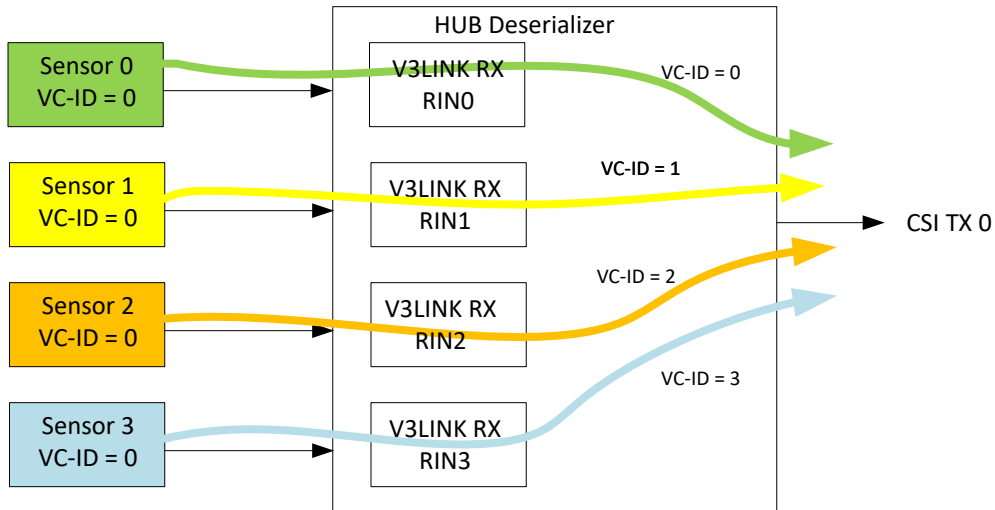 HUB Deserializer
Sensor 0
VC-ID = 0
V3LINK RX
RIN0
VC-ID = 0
Sensor 1
VC-ID = 0
V3LINK RX
RIN1
VC-ID = 1
CSI TX 0
Sensor 2
VC-ID = 0
V3LINK RX
RIN2
VC-ID = 2
Sensor 3
VC-ID = 0
V3LINK RX
RIN3
VC-ID = 3